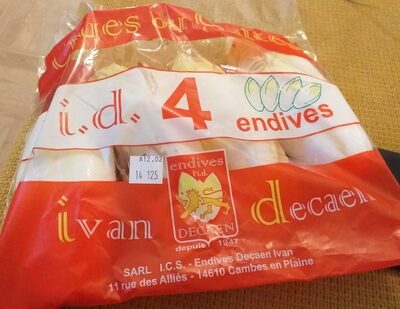 i.d. 4 endives
A12.02
14 125
endives
i.d
DECAEN
depuis 1947
ivan decaen
SARL I.C.S. - Endives Decaen Ivan
11 rue des Alliés - 14610 Cambes en Plaine